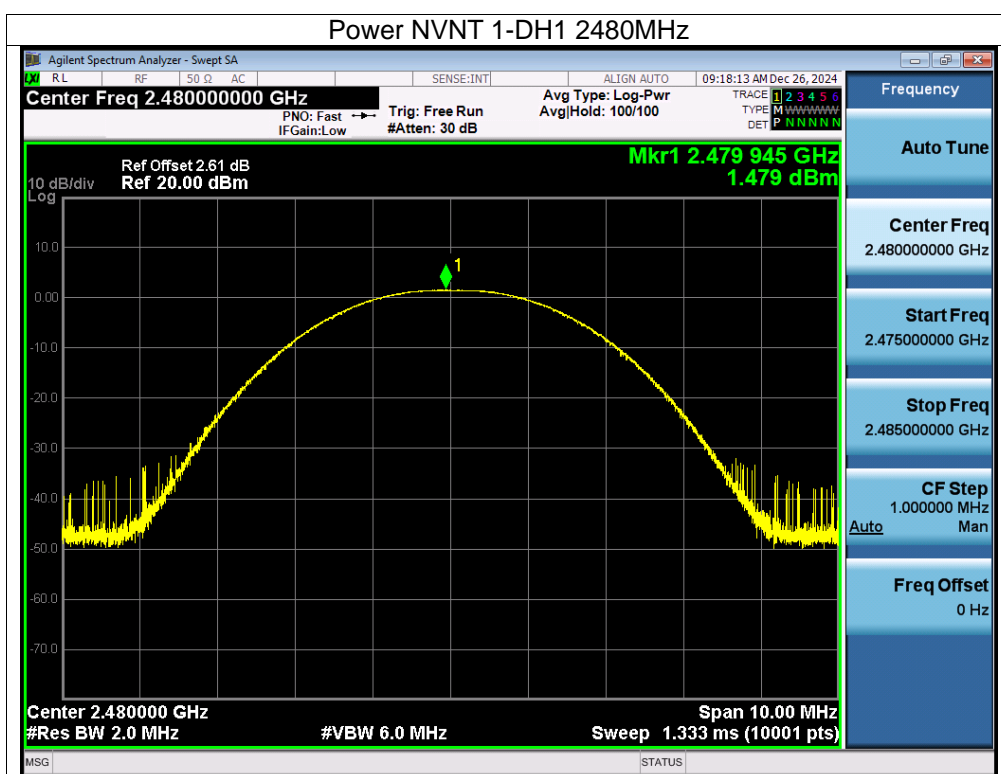 Power NVNT 1-DH1 2480MHz
Agilent Spectrum Analyzer - Swept SA
LXI RL RF 50 Ω AC SENSE:INT ALIGN AUTO 09:18:13 AM Dec 26, 2024
Center Freq 2.480000000 GHz
PNO: Fast
IFGain:Low
Trig: Free Run
#Atten: 30 dB
Avg Type: Log-Pwr
Avg|Hold: 100/100
TRACE 1 2 3 4 5 6
TYPE M W W W W W
DET P N N N N N
Ref Offset 2.61 dB
10 dB/div Ref 20.00 dBm
Log
Mkr1 2.479 945 GHz
1.479 dBm
1
10.0
0.00
-10.0
-20.0
-30.0
-40.0
-50.0
-60.0
-70.0
Center 2.480000 GHz Span 10.00 MHz
#Res BW 2.0 MHz #VBW 6.0 MHz Sweep 1.333 ms (10001 pts)
MSG STATUS
Frequency
Auto Tune
Center Freq
2.480000000 GHz
Start Freq
2.475000000 GHz
Stop Freq
2.485000000 GHz
CF Step
1.000000 MHz
Auto Man
Freq Offset
0 Hz